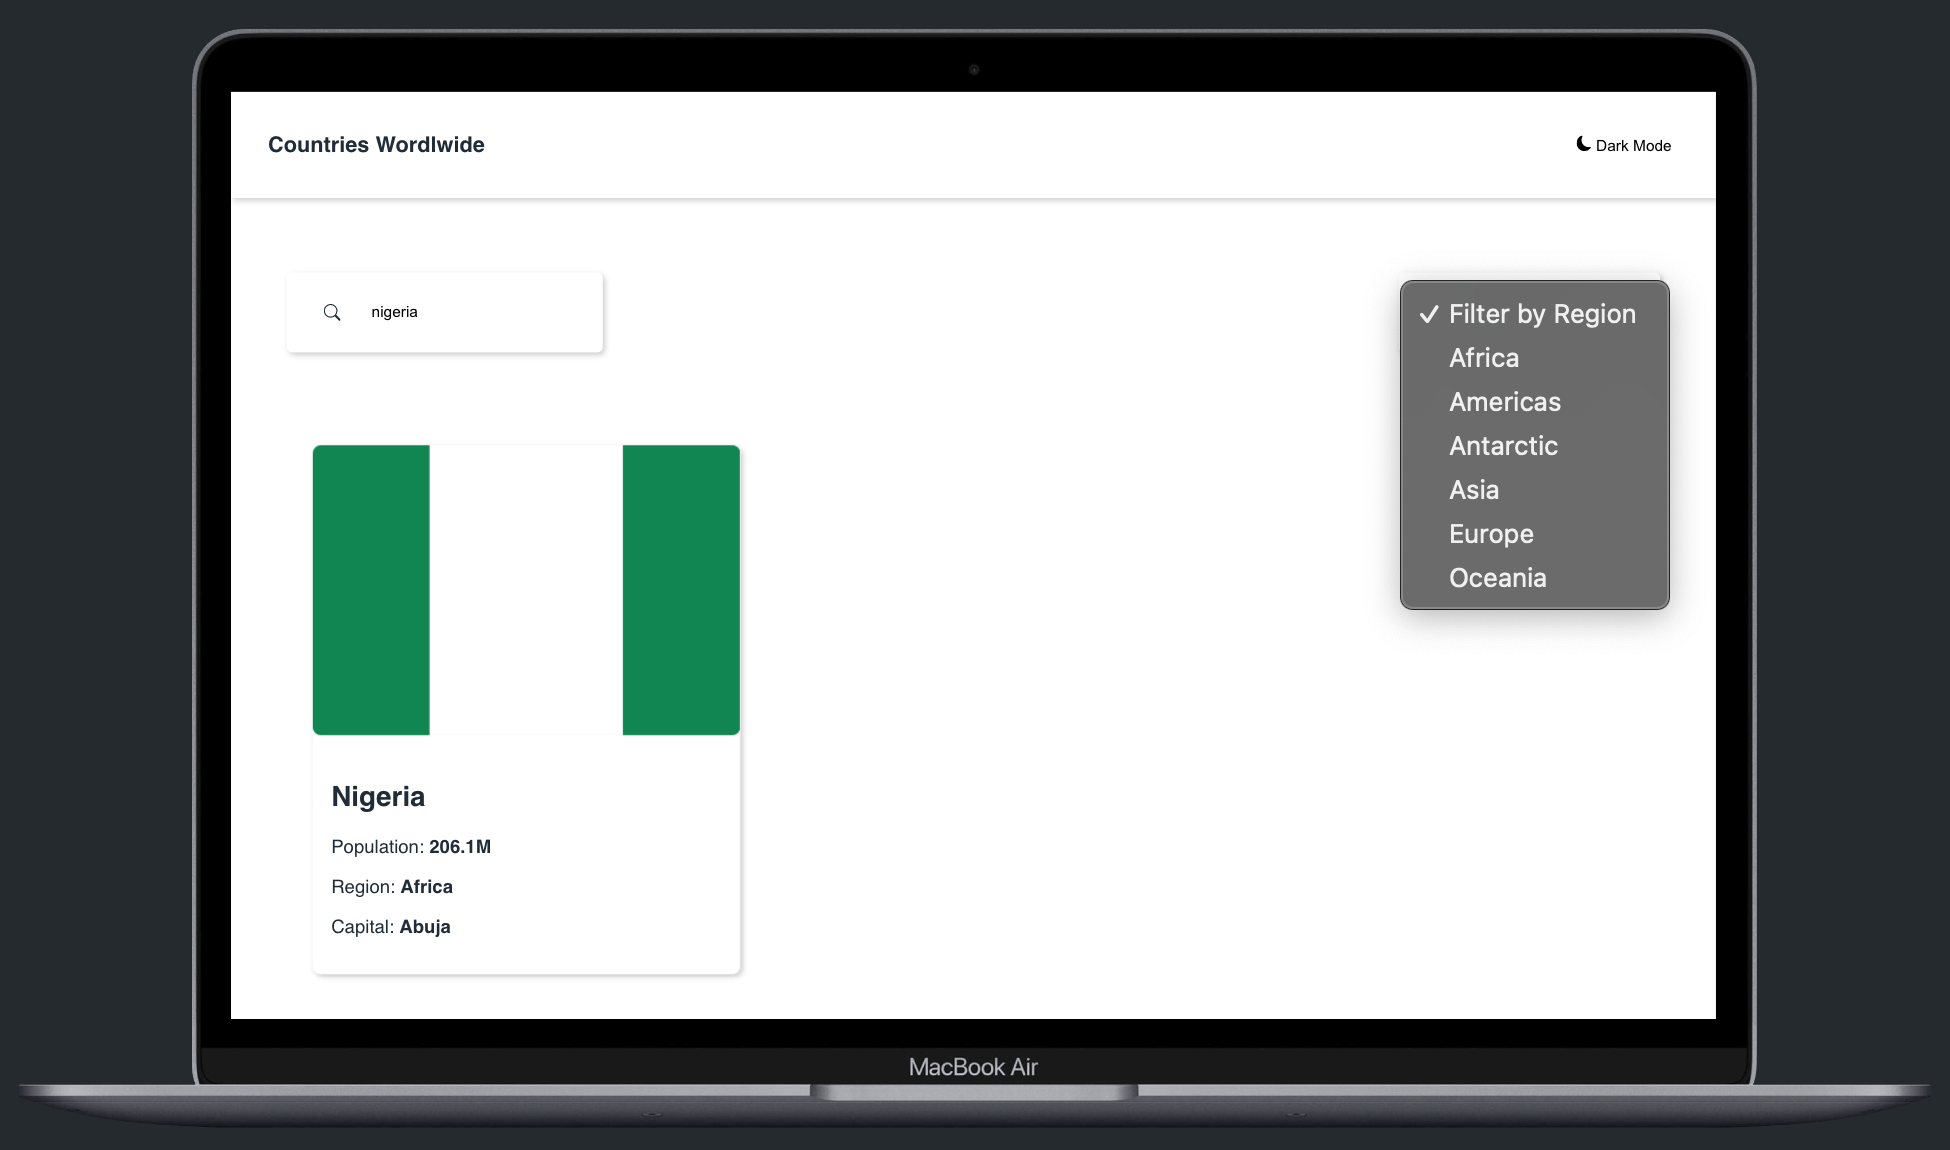 Countries Wordlwide
Dark Mode
nigeria
✓ Filter by Region
Africa
Americas
Antarctic
Asia
Europe
Oceania
Nigeria
Population: 206.1M
Region: Africa
Capital: Abuja
MacBook Air